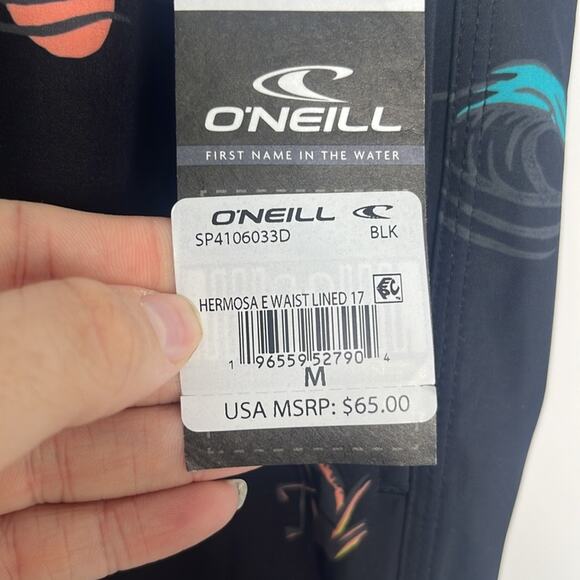 O'NEILL
FIRST NAME IN THE WATER
O'NEILL
SP4106033D BLK
HERMOSA E WAIST LINED 17
1 96559 52790 4
M
USA MSRP: $65.00